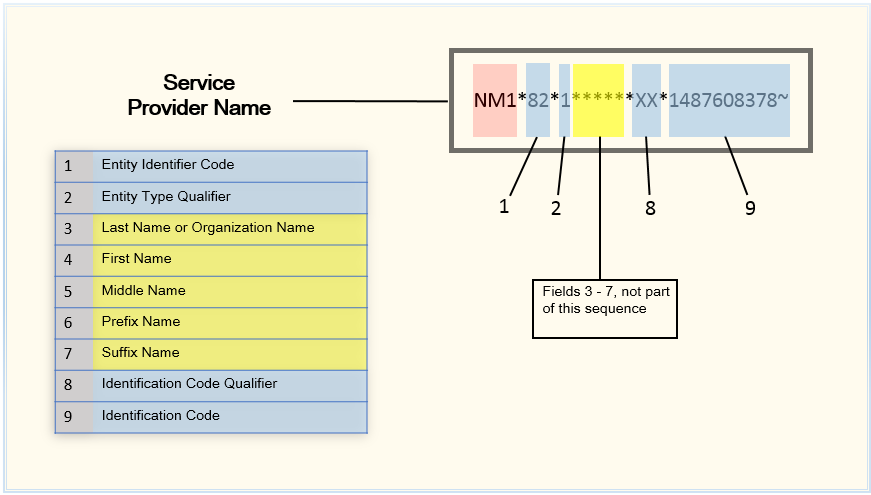 Service
Provider Name
NM1*82*1******XX*1487608378~
1
2
8
9
1 Entity Identifier Code
2 Entity Type Qualifier
3 Last Name or Organization Name
4 First Name
5 Middle Name
6 Prefix Name
7 Suffix Name
8 Identification Code Qualifier
9 Identification Code
Fields 3 - 7, not part
of this sequence